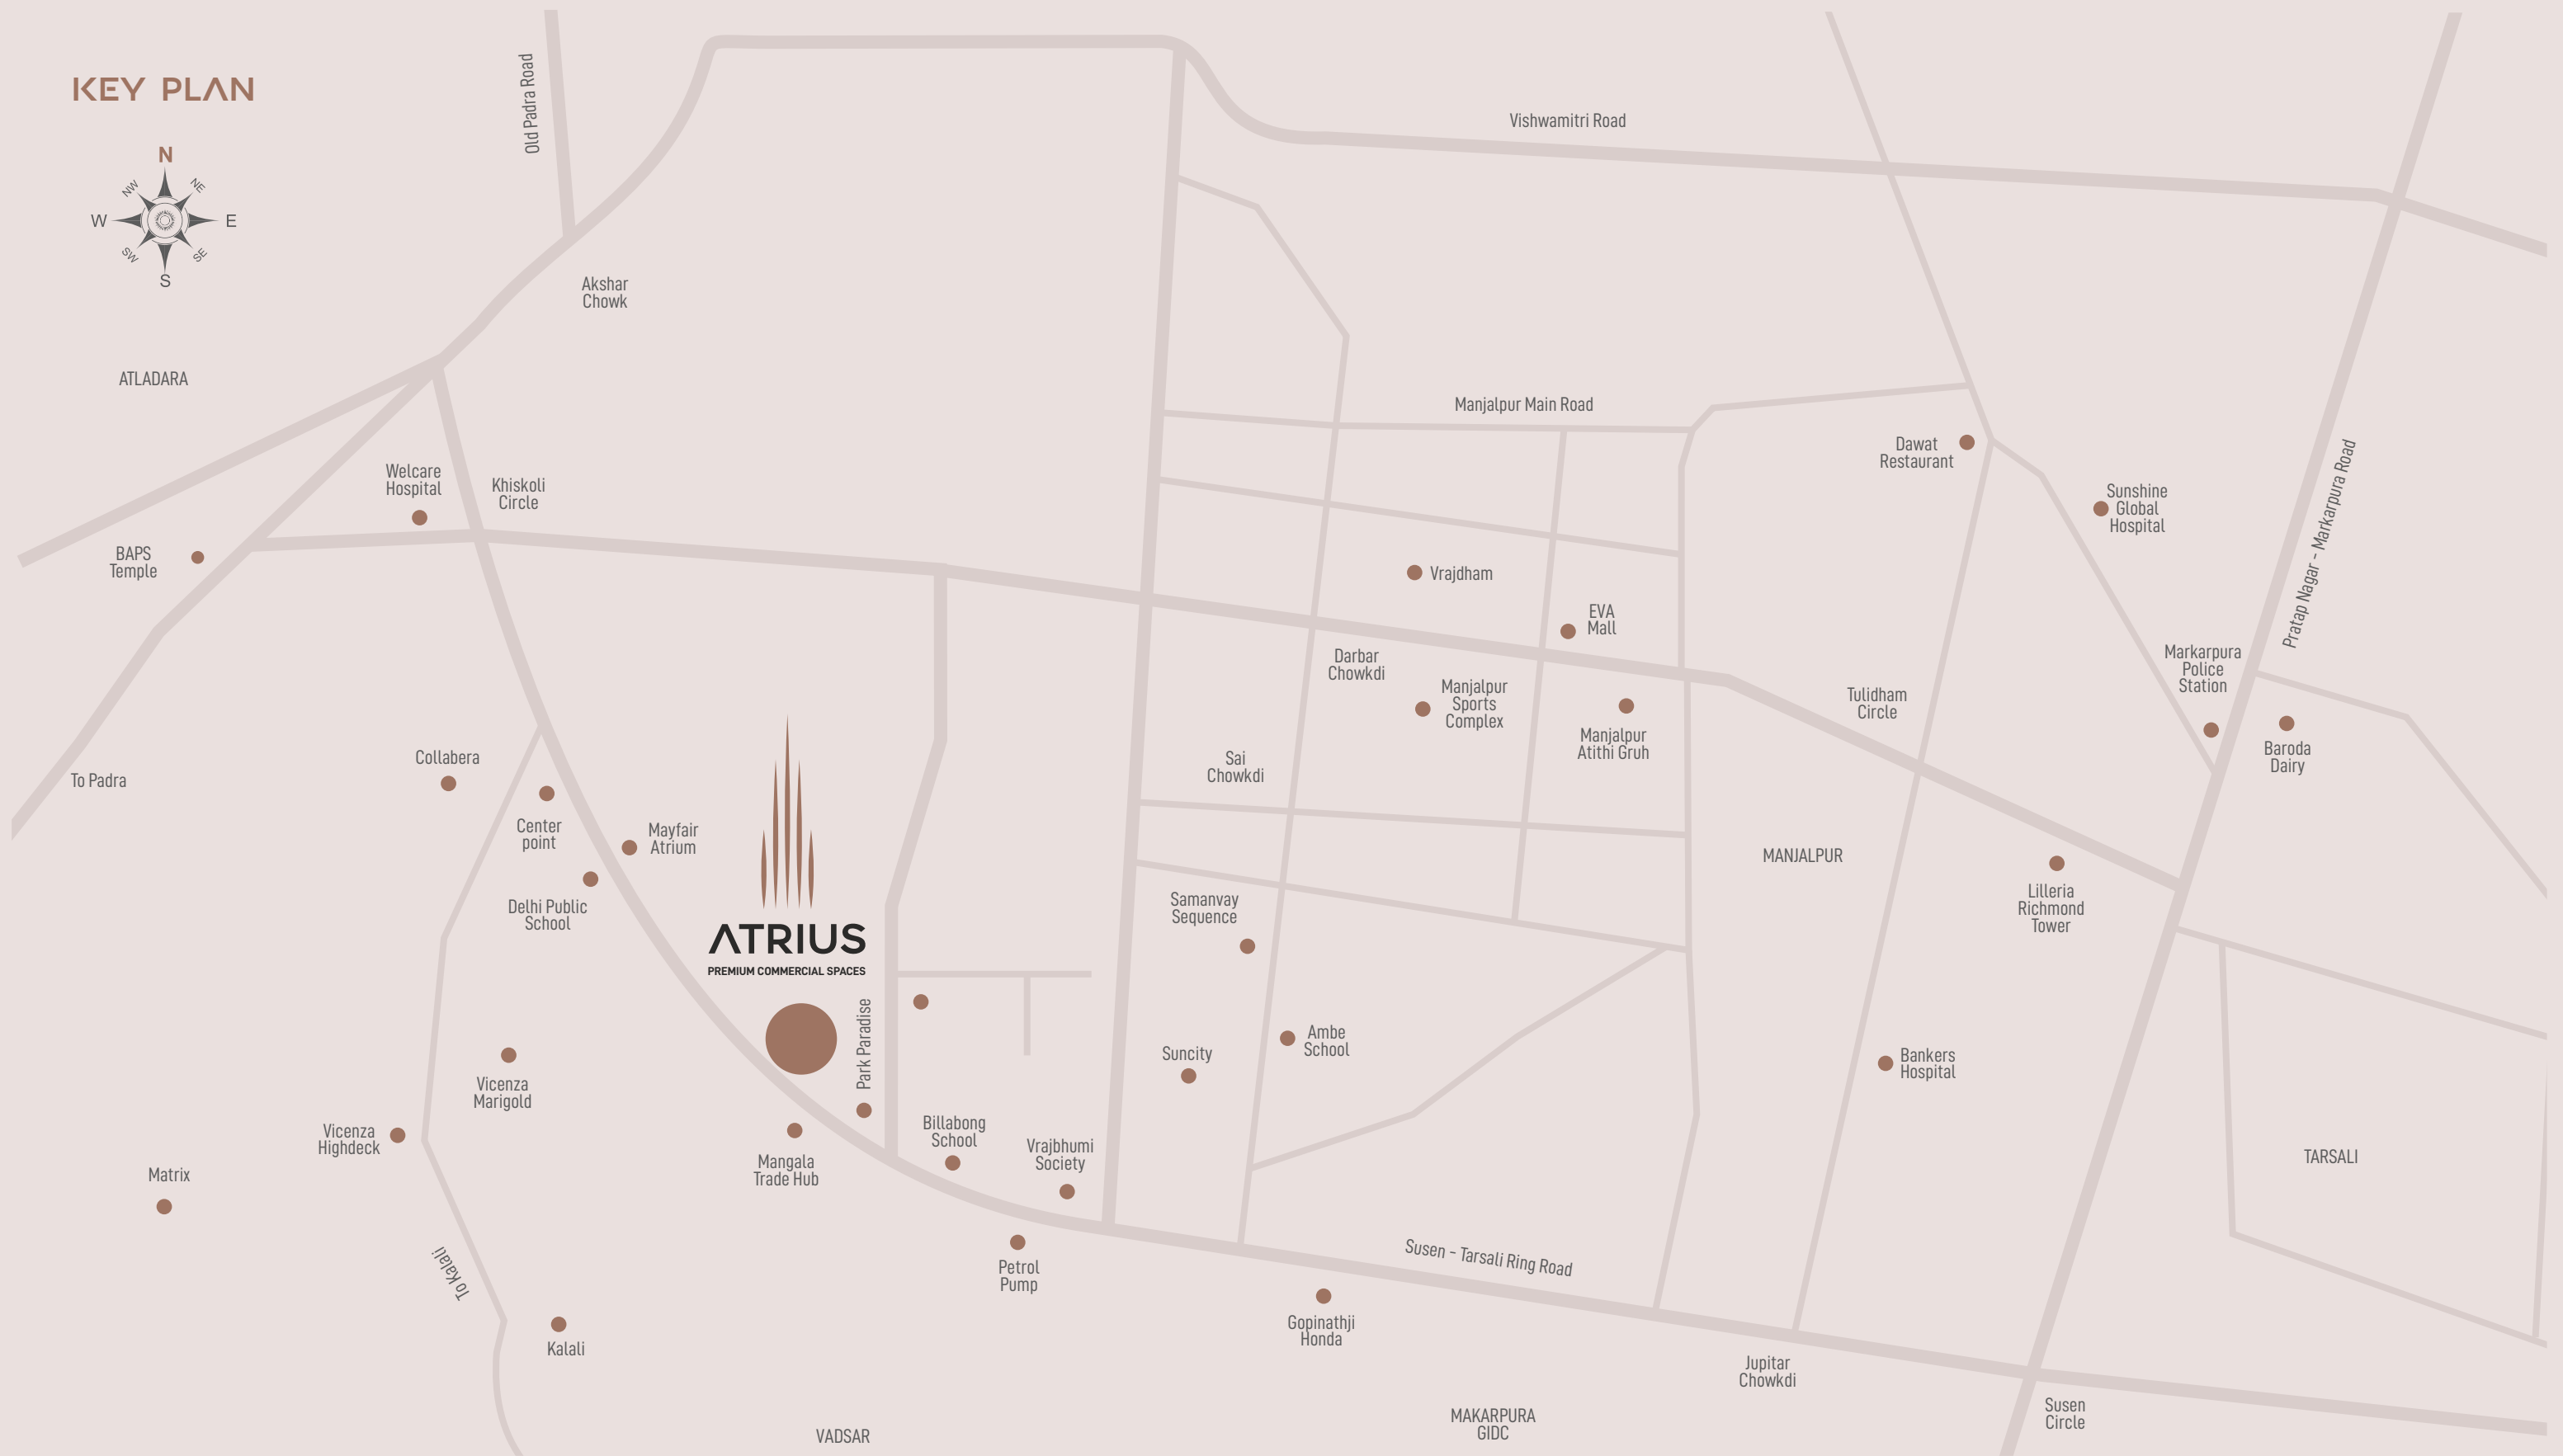 KEY PLAN
N
NW
NE
W
E
SW
SE
S
Old Padra Road
Vishwamitri Road
Akshar
Chowk
ATLADARA
Manjalpur Main Road
Dawat
Restaurant
Welcare
Hospital
Khiskoli
Circle
Sunshine
Global
Hospital
Pratap Nagar - Markarpura Road
BAPS
Temple
Vrajdham
EVA
Mall
Darbar
Chowkdi
Manjalpur
Sports
Complex
Markarpura
Police
Station
Tulidham
Circle
Manjalpur
Atithi Gruh
Baroda
Dairy
To Padra
Collabera
Sai
Chowkdi
Center
point
Mayfair
Atrium
MANJALPUR
Delhi Public
School
Samanvay
Sequence
Lilleria
Richmond
Tower
ATRIUS
PREMIUM COMMERCIAL SPACES
Park Paradise
Suncity
Ambe
School
Bankers
Hospital
Vicenza
Marigold
Vicenza
Highdeck
Billabong
School
Vrajbhumi
Society
Mangala
Trade Hub
TARSALI
Matrix
To Kalali
Petrol
Pump
Susen - Tarsali Ring Road
Kalali
Gopinathji
Honda
Jupitar
Chowkdi
Susen
Circle
VADSAR
MAKARPURA
GIDC